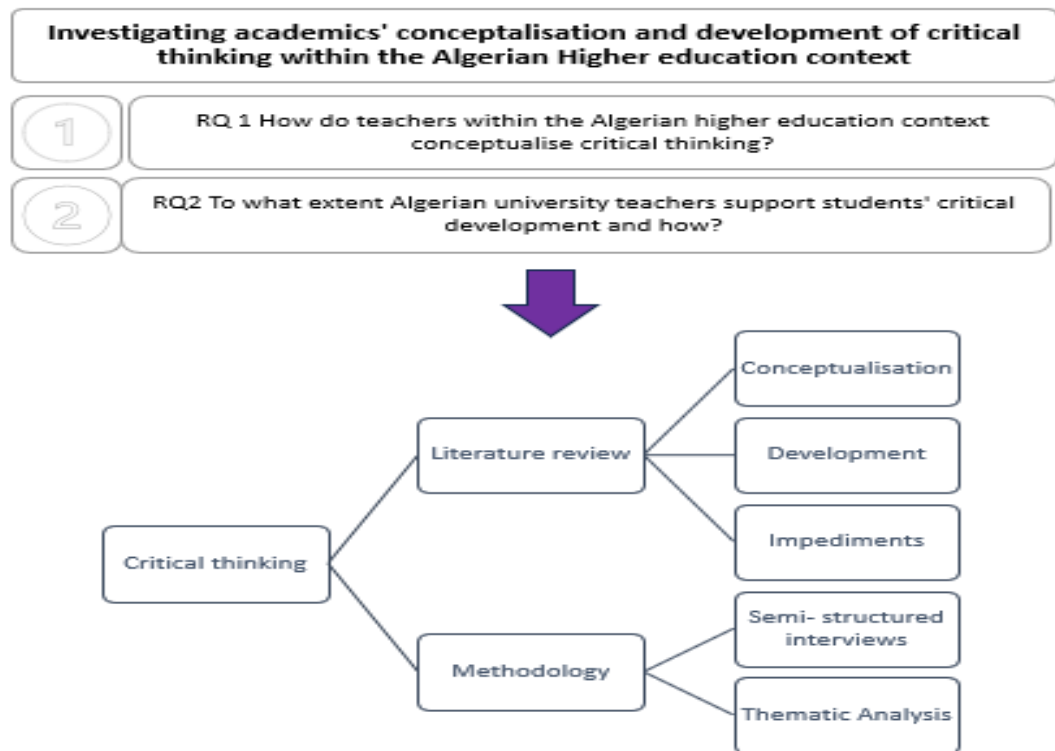 Investigating academics' conceptalisation and development of critical
thinking within the Algerian Higher education context
1
RQ 1 How do teachers within the Algerian higher education context
conceptualise critical thinking?
2
RQ2 To what extent Algerian university teachers support students' critical
development and how?
Conceptualisation
Literature review
Development
Impediments
Critical thinking
Semi- structured
interviews
Methodology
Thematic Analysis